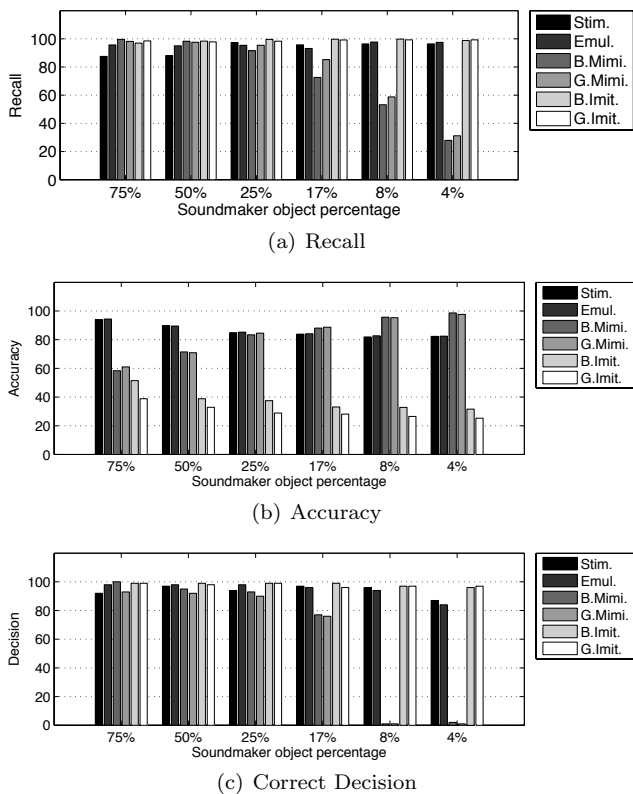 100
80
60
40
20
0
Recall
75% 50% 25% 17% 8% 4%
Soundmaker object percentage
Stim.
Emul.
B.Mimi.
G.Mimi.
B.Imit.
G.Imit.
(a) Recall
100
80
60
40
20
0
Accuracy
75% 50% 25% 17% 8% 4%
Soundmaker object percentage
Stim.
Emul.
B.Mimi.
G.Mimi.
B.Imit.
G.Imit.
(b) Accuracy
100
80
60
40
20
0
Decision
75% 50% 25% 17% 8% 4%
Soundmaker object percentage
Stim.
Emul.
B.Mimi.
G.Mimi.
B.Imit.
G.Imit.
(c) Correct Decision